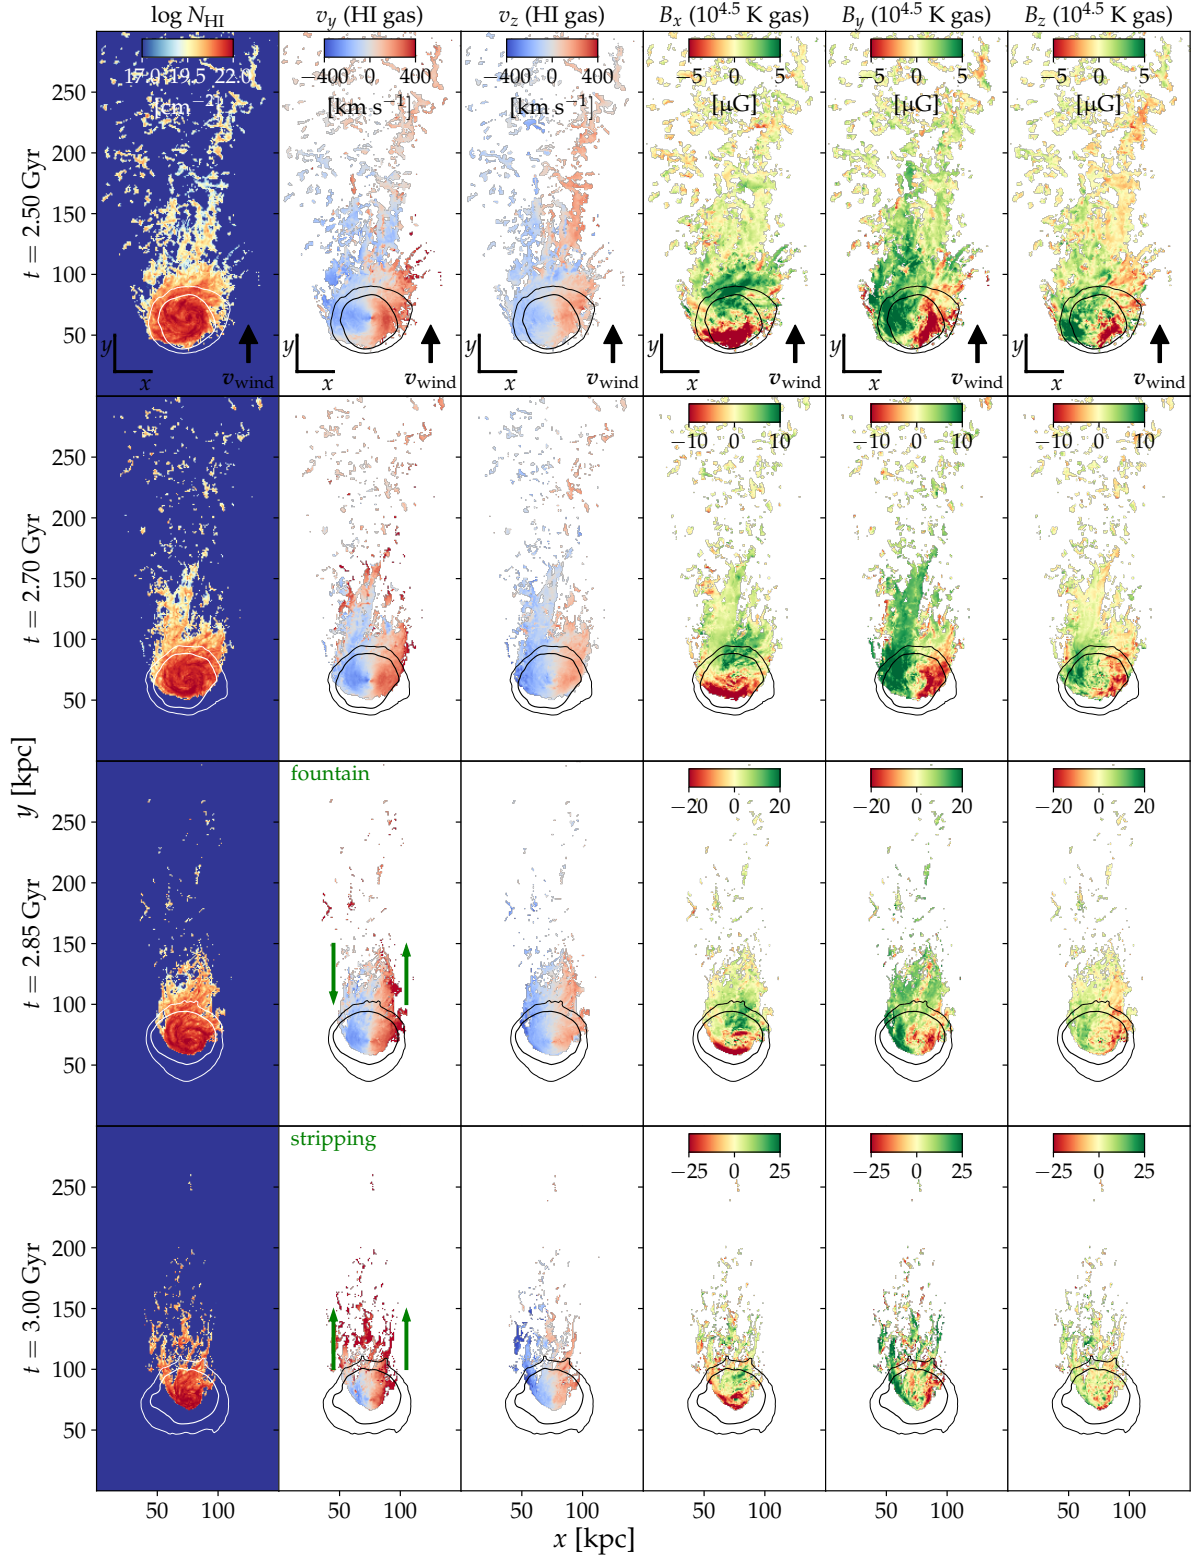 log N_HI v_y (HI gas) v_z (HI gas) B_x (10^4.5 K gas) B_y (10^4.5 K gas) B_z (10^4.5 K gas)
17.0 19.5 22.0 −400 0 400 −400 0 400 −5 0 5 −5 0 5 −5 0 5
[cm^−2] [km s^−1] [km s^−1] [μG] [μG] [μG]
t = 2.50 Gyr
250
200
150
100
50
y y y y y y
x v_wind x v_wind x v_wind x v_wind x v_wind x v_wind
t = 2.70 Gyr
−10 0 10 −10 0 10 −10 0 10
250
200
150
100
50
y [kpc]
t = 2.85 Gyr
fountain
−20 0 20 −20 0 20 −20 0 20
250
200
150
100
50
t = 3.00 Gyr
stripping
−25 0 25 −25 0 25 −25 0 25
250
200
150
100
50
50 100 50 100 50 100 50 100 50 100 50 100
x [kpc]